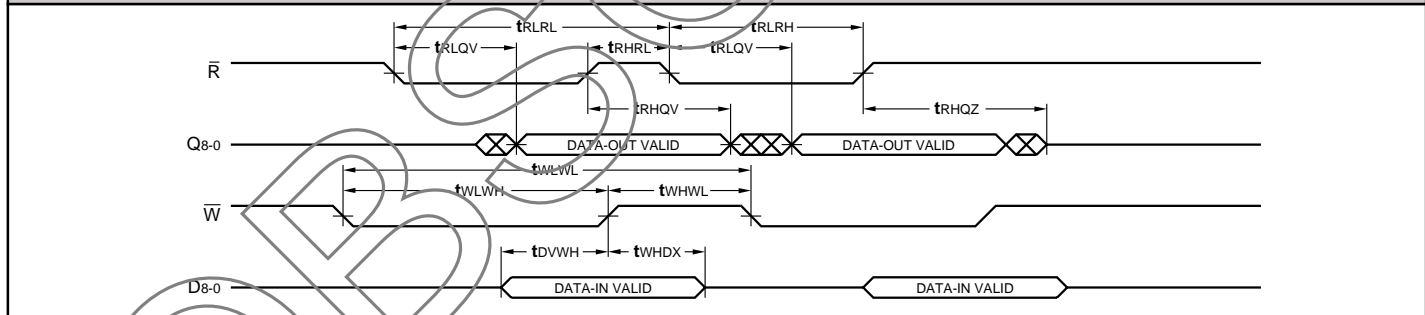 tRLRL tRLRH
tRLQV tRHRL tRLQV
R̅
tRHQV tRHQZ
Q8-0 DATA-OUT VALID DATA-OUT VALID
tWLWL
tWLWH tWHWL
W̅
tDVWH tWHDX
D8-0 DATA-IN VALID DATA-IN VALID